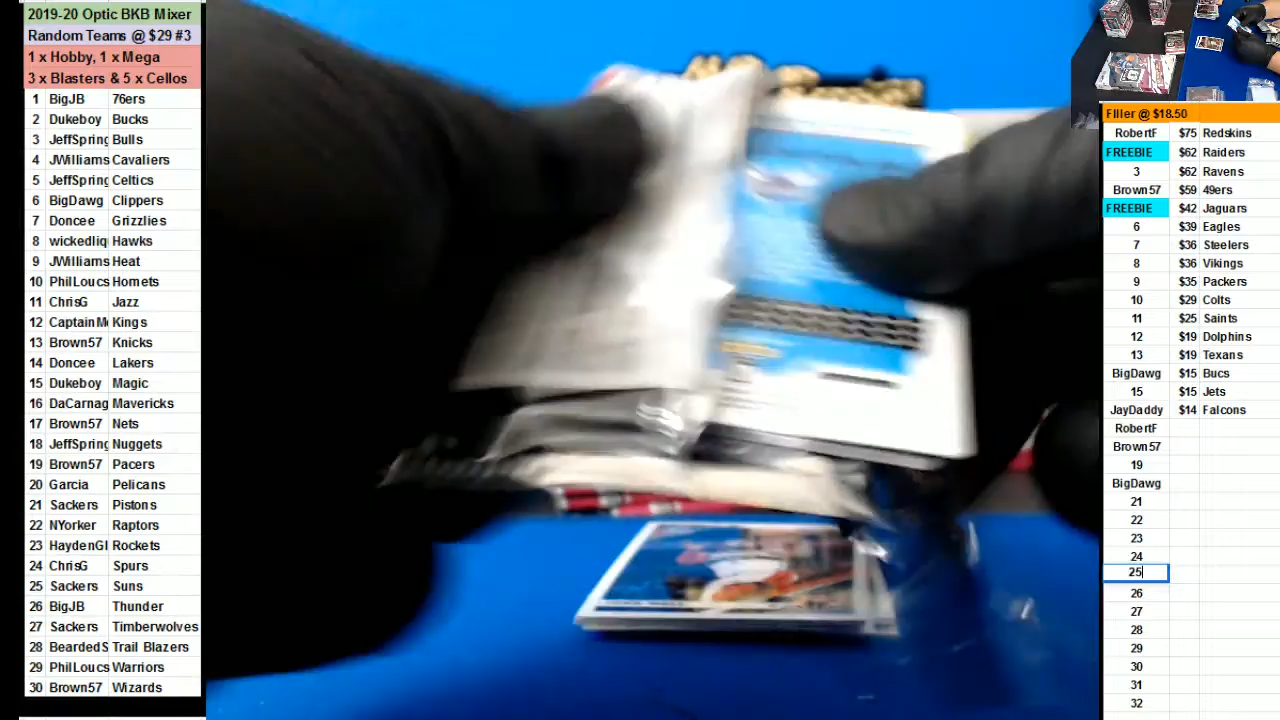 2019-20 Optic BKB Mixer
Random Teams @ $29 #3
1 x Hobby, 1 x Mega
3 x Blasters & 5 x Cellos
1 BigJB 76ers
2 Dukeboy Bucks
3 JeffSpring Bulls
4 JWilliams Cavaliers
5 JeffSpring Celtics
6 BigDawg Clippers
7 Doncee Grizzlies
8 wickedliq Hawks
9 JWilliams Heat
10 PhilLoucs Hornets
11 ChrisG Jazz
12 CaptainMo Kings
13 Brown57 Knicks
14 Doncee Lakers
15 Dukeboy Magic
16 DaCarnag Mavericks
17 Brown57 Nets
18 JeffSpring Nuggets
19 Brown57 Pacers
20 Garcia Pelicans
21 Sackers Pistons
22 NYorker Raptors
23 HaydenGl Rockets
24 ChrisG Spurs
25 Sackers Suns
26 BigJB Thunder
27 Sackers Timberwolves
28 BeardedS Trail Blazers
29 PhilLoucs Warriors
30 Brown57 Wizards
FIller @ $18.50
RobertF $75 Redskins
FREEBIE $62 Raiders
3 $62 Ravens
Brown57 $59 49ers
FREEBIE $42 Jaguars
6 $39 Eagles
7 $36 Steelers
8 $36 Vikings
9 $35 Packers
10 $29 Colts
11 $25 Saints
12 $19 Dolphins
13 $19 Texans
BigDawg $15 Bucs
15 $15 Jets
JayDaddy $14 Falcons
RobertF
Brown57
19
BigDawg
21
22
23
24
25
26
27
28
29
30
31
32